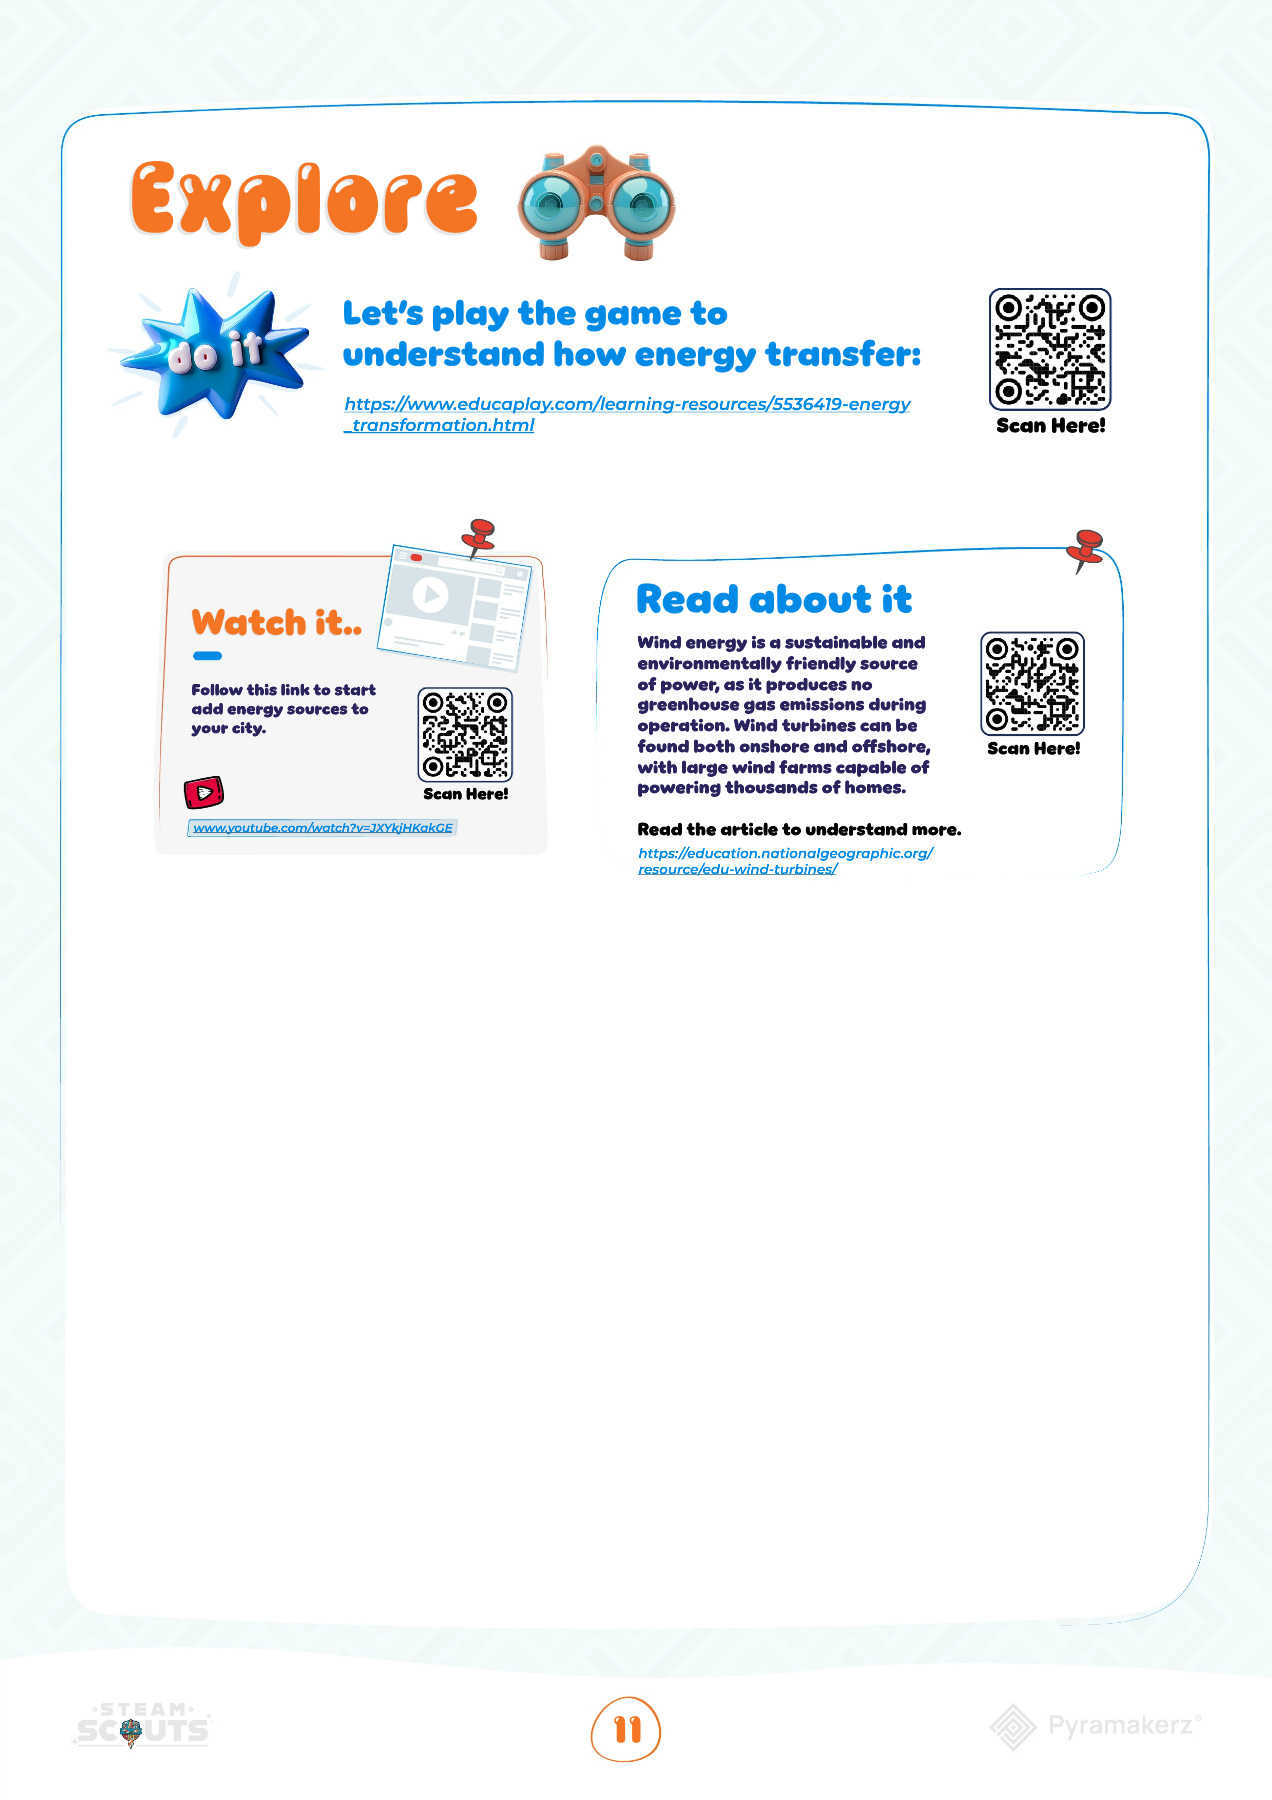 Explore
do it
Let's play the game to
understand how energy transfer:
https://www.educaplay.com/learning-resources/5536419-energy
_transformation.html
Scan Here!
Watch it..
Follow this link to start
add energy sources to
your city.
Scan Here!
www.youtube.com/watch?v=JXYkjHKakGE
Read about it
Wind energy is a sustainable and
environmentally friendly source
of power, as it produces no
greenhouse gas emissions during
operation. Wind turbines can be
found both onshore and offshore,
with large wind farms capable of
powering thousands of homes.
Scan Here!
Read the article to understand more.
https://education.nationalgeographic.org/
resource/edu-wind-turbines/
STEAM
SCOUTS
11
Pyramakerz